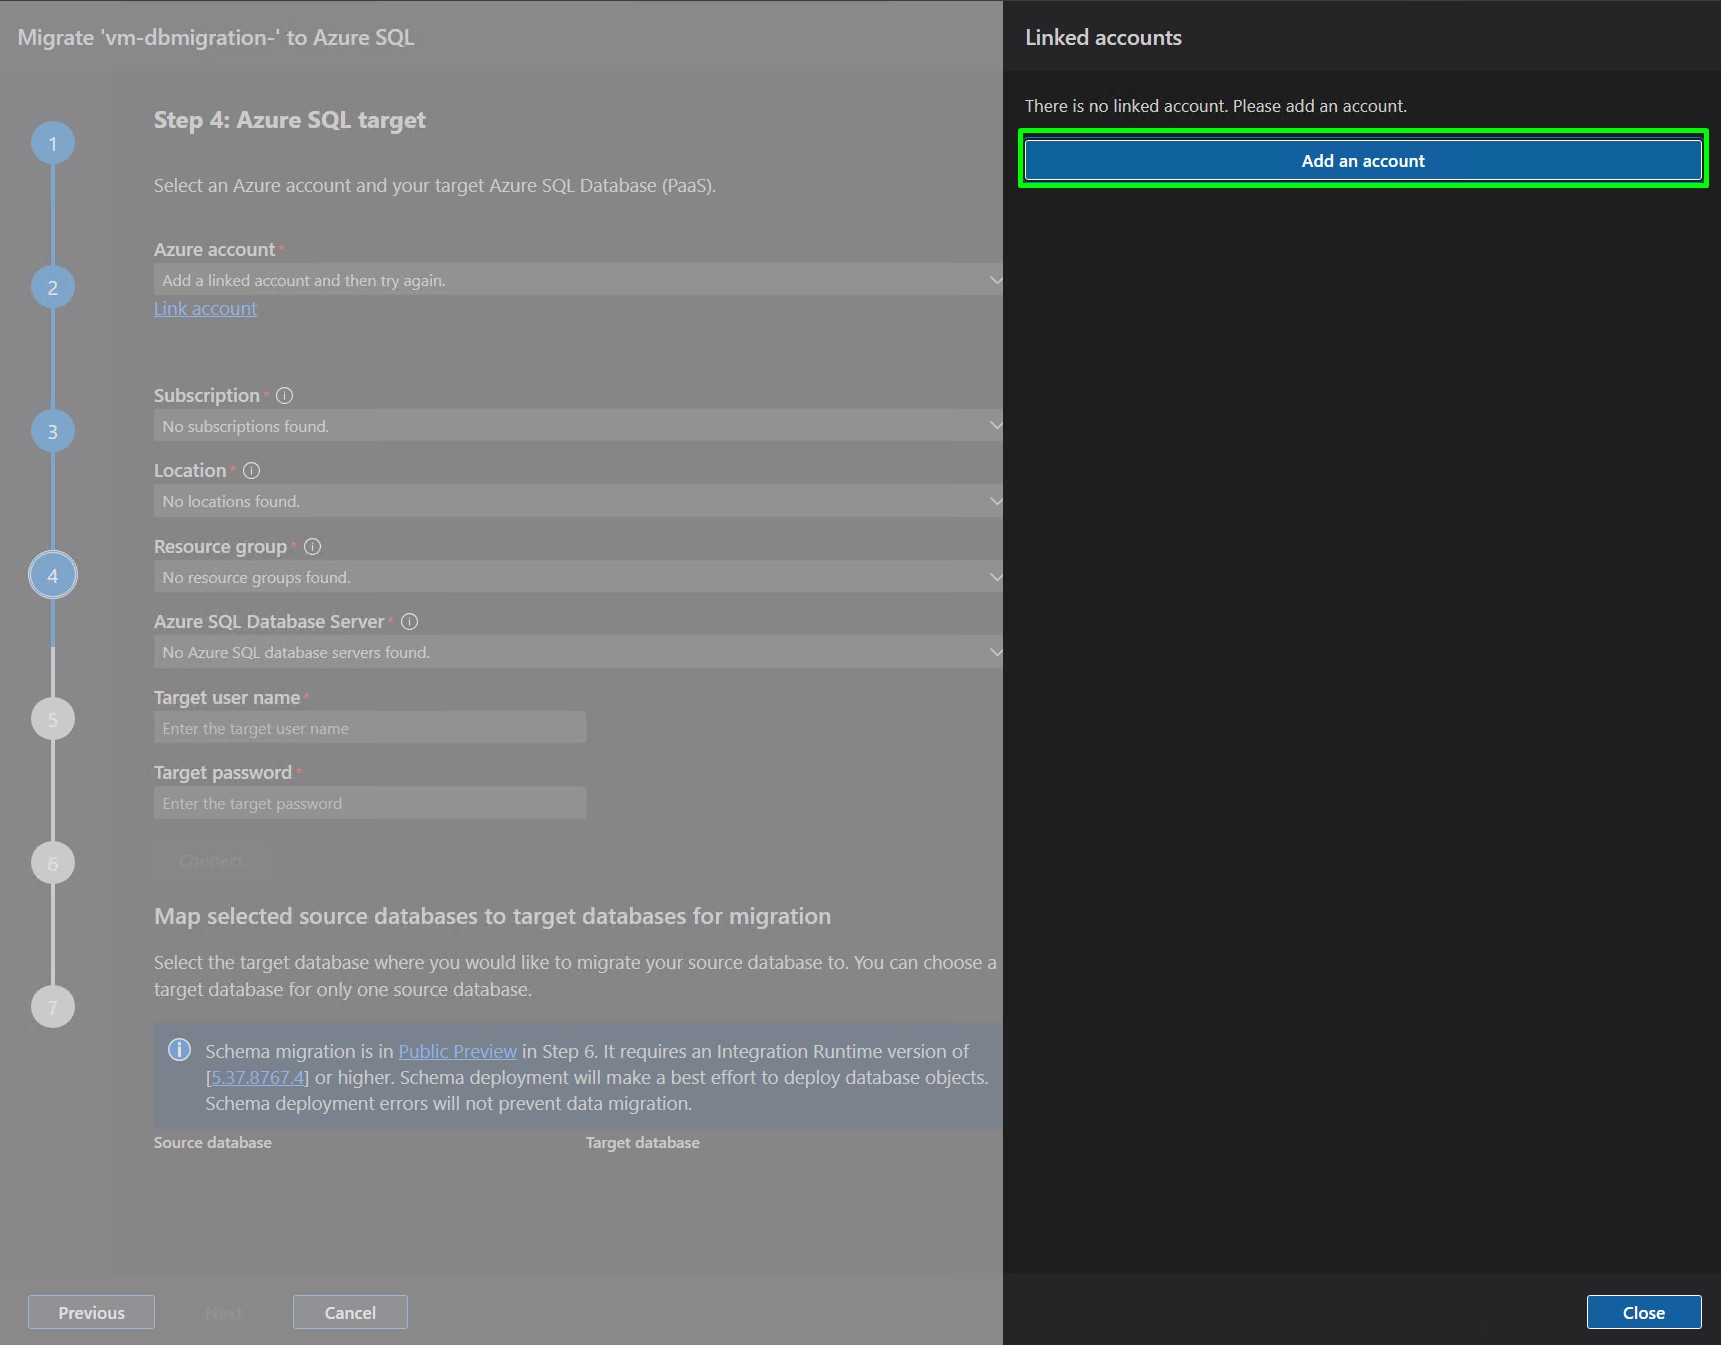 Migrate 'vm-dbmigration-' to Azure SQL
1
2
3
4
5
6
7
Step 4: Azure SQL target
Select an Azure account and your target Azure SQL Database (PaaS).
Azure account*
Add a linked account and then try again.
Link account
Subscription*
No subscriptions found.
Location*
No locations found.
Resource group*
No resource groups found.
Azure SQL Database Server*
No Azure SQL database servers found.
Target user name*
Enter the target user name
Target password*
Enter the target password
Connect
Map selected source databases to target databases for migration
Select the target database where you would like to migrate your source database to. You can choose a
target database for only one source database.
Schema migration is in Public Preview in Step 6. It requires an Integration Runtime version of
[5.37.8767.4] or higher. Schema deployment will make a best effort to deploy database objects.
Schema deployment errors will not prevent data migration.
Source database Target database
Previous Next Cancel
Linked accounts
There is no linked account. Please add an account.
Add an account
Close